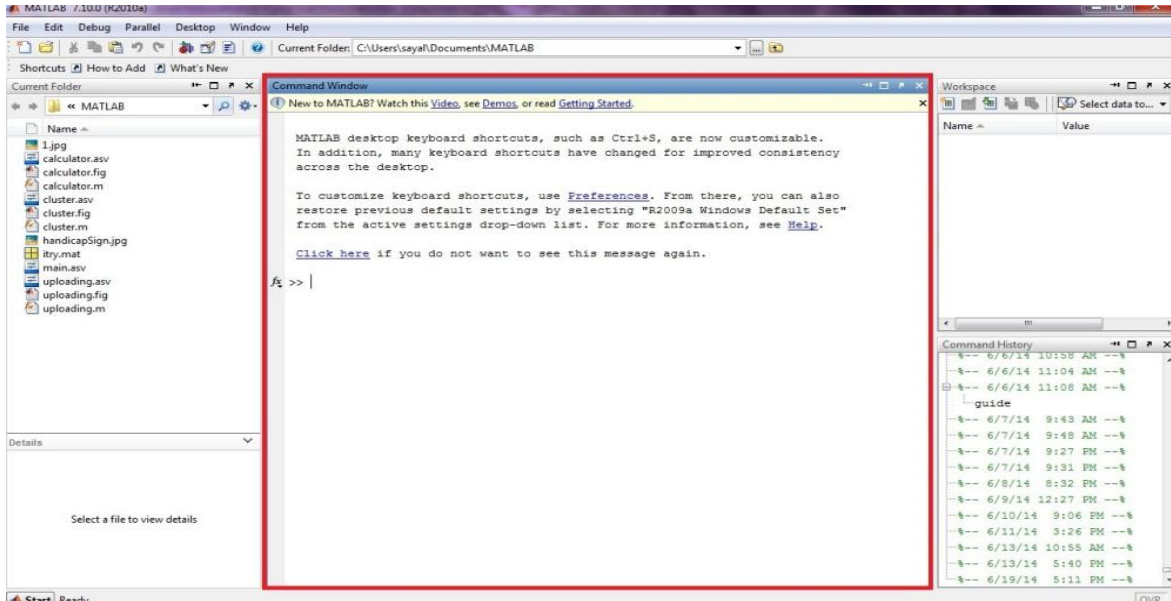 MATLAB 7.10.0 (R2010a)
File Edit Debug Parallel Desktop Window Help
Current Folder: C:\Users\sayal\Documents\MATLAB
Shortcuts How to Add What's New
Current Folder
« MATLAB
Name
1.jpg
calculator.asv
calculator.fig
calculator.m
cluster.asv
cluster.fig
cluster.m
handicapSign.jpg
itry.mat
main.asv
uploading.asv
uploading.fig
uploading.m
Details
Select a file to view details
Command Window
New to MATLAB? Watch this Video, see Demos, or read Getting Started.
MATLAB desktop keyboard shortcuts, such as Ctrl+S, are now customizable.
In addition, many keyboard shortcuts have changed for improved consistency
across the desktop.
To customize keyboard shortcuts, use Preferences. From there, you can also
restore previous default settings by selecting "R2009a Windows Default Set"
from the active settings drop-down list. For more information, see Help.
Click here if you do not want to see this message again.
fx >>
Workspace
Select data to...
Name Value
Command History
%-- 6/6/14 10:58 AM --%
%-- 6/6/14 11:04 AM --%
%-- 6/6/14 11:08 AM --%
guide
%-- 6/7/14 9:43 AM --%
%-- 6/7/14 9:48 AM --%
%-- 6/7/14 9:27 PM --%
%-- 6/7/14 9:31 PM --%
%-- 6/8/14 8:32 PM --%
%-- 6/9/14 12:27 PM --%
%-- 6/10/14 9:06 PM --%
%-- 6/11/14 3:26 PM --%
%-- 6/13/14 10:55 AM --%
%-- 6/13/14 5:40 PM --%
%-- 6/19/14 5:11 PM --%
Start Ready
OVR